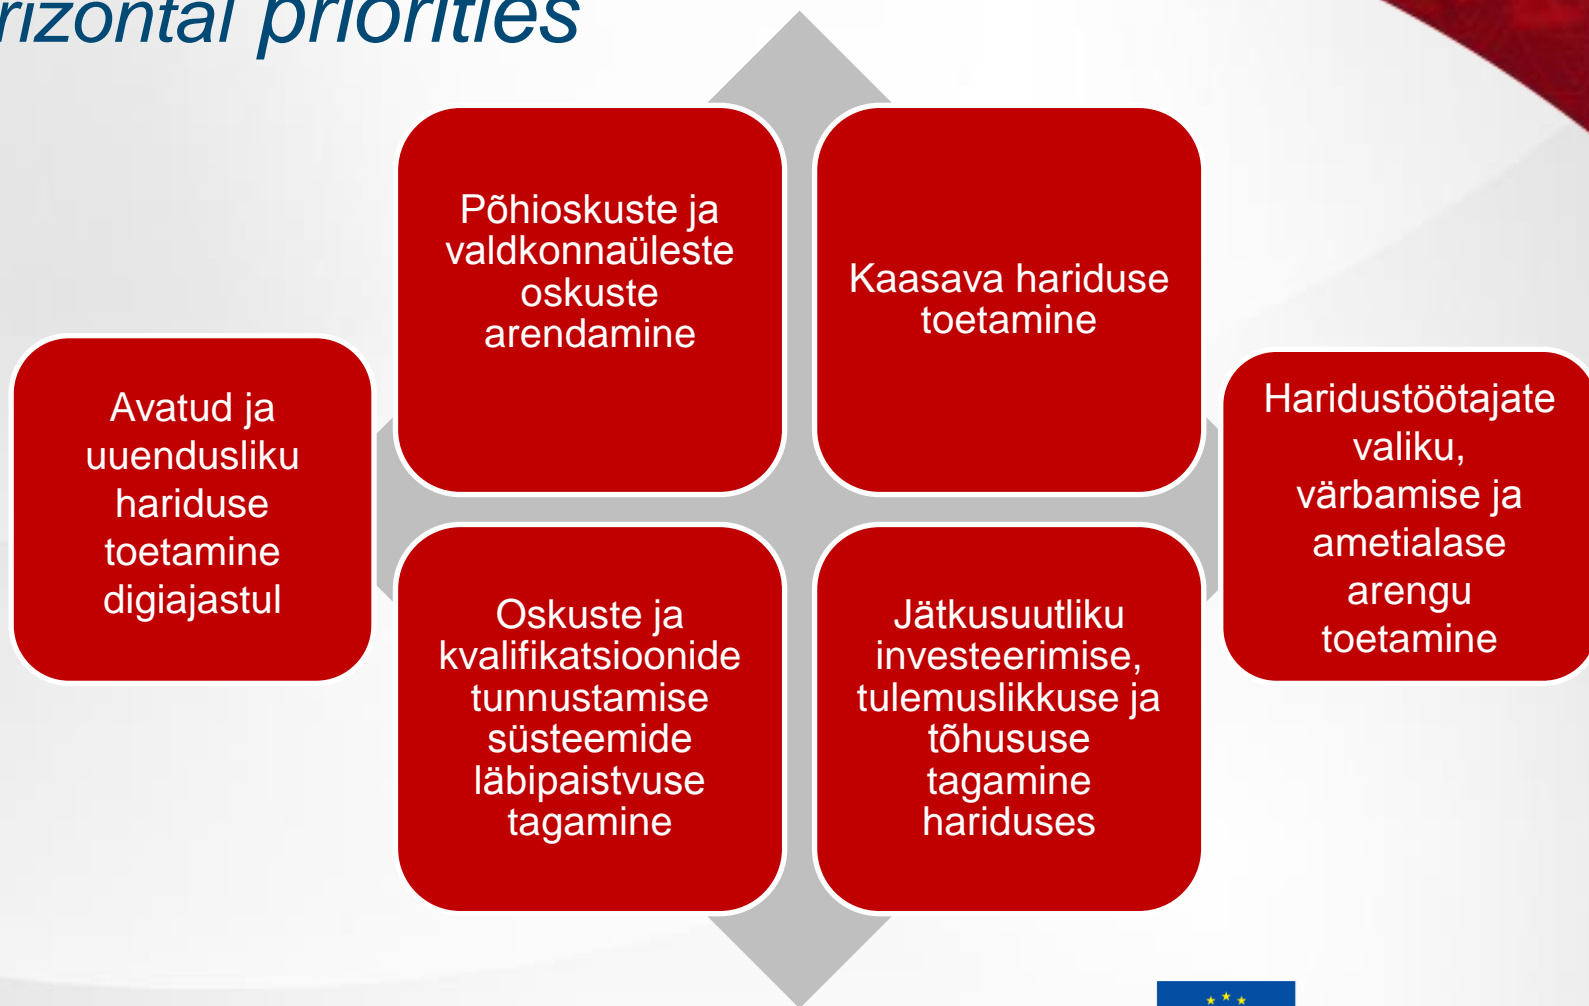 rizontal priorities
Põhioskuste ja
valdkonnaüleste
oskuste
arendamine
Kaasava hariduse
toetamine
Avatud ja
uuendusliku
hariduse
toetamine
digiajastul
Haridustöötajate
valiku,
värbamise ja
ametialase
arengu
toetamine
Oskuste ja
kvalifikatsioonide
tunnustamise
süsteemide
läbipaistvuse
tagamine
Jätkusuutliku
investeerimise,
tulemuslikkuse ja
tõhususe
tagamine
hariduses